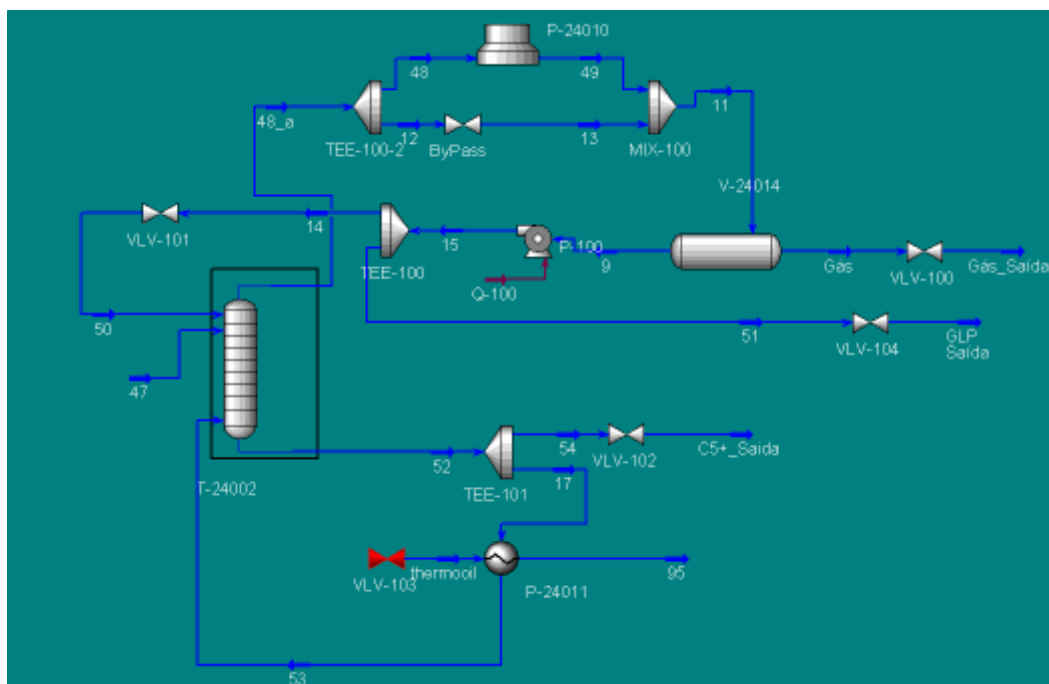 P-24010
48
49
11
48_a
TEE-100-2
12
ByPass
13
MIX-100
V-24014
VLV-101
14
TEE-100
15
P-100
9
Gás
VLV-100
Gás_Saída
Q-100
50
51
VLV-104
GLP
Saída
47
52
54
VLV-102
C5+_Saida
T-24002
TEE-101
17
VLV-103
thermooil
P-24011
95
53